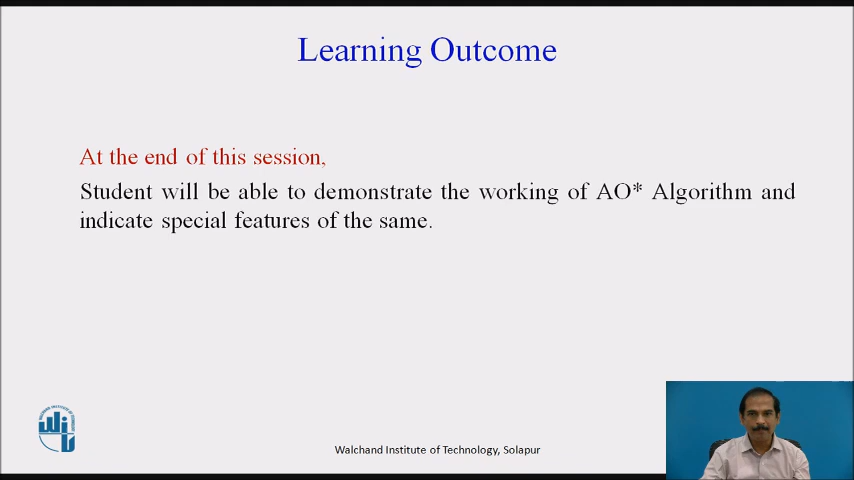 Learning Outcome
At the end of this session,
Student will be able to demonstrate the working of AO* Algorithm and
indicate special features of the same.
Walchand Institute of Technology, Solapur